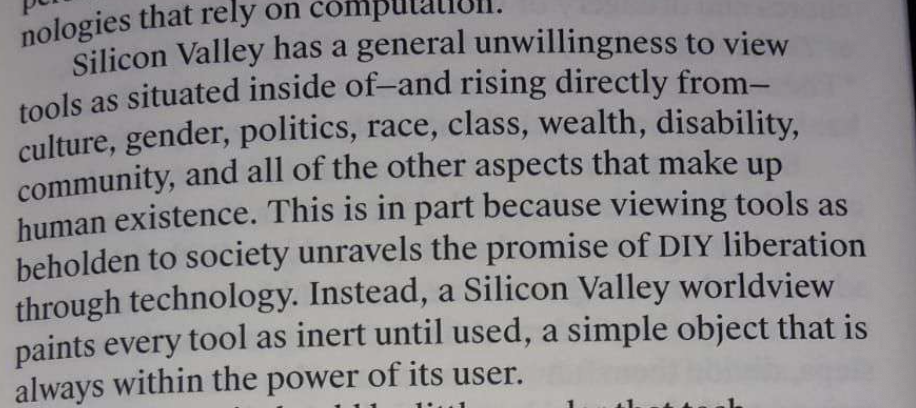 nologies that rely on computation.
Silicon Valley has a general unwillingness to view
tools as situated inside of—and rising directly from—
culture, gender, politics, race, class, wealth, disability,
community, and all of the other aspects that make up
human existence. This is in part because viewing tools as
beholden to society unravels the promise of DIY liberation
through technology. Instead, a Silicon Valley worldview
paints every tool as inert until used, a simple object that is
always within the power of its user.
that tech